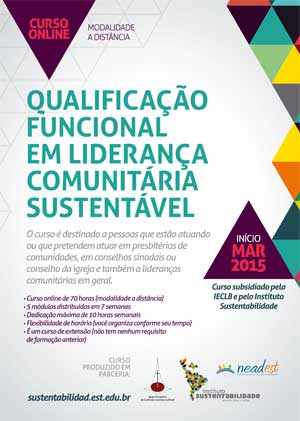 CURSO
ONLINE
MODALIDADE
A DISTÂNCIA
QUALIFICAÇÃO
FUNCIONAL
EM LIDERANÇA
COMUNITÁRIA
SUSTENTÁVEL
O curso é destinado a pessoas que estão atuando
ou que pretendem atuar em presbitérios de
comunidades, em conselhos sinodais ou
conselho da igreja e também a lideranças
comunitárias em geral.
INÍCIO
MAR
2015
Curso subsidiado pela
IECLB e pelo Instituto
Sustentabilidade
• Curso online de 70 horas (modalidade a distância)
• 5 módulos distribuídos em 7 semanas
• Dedicação máxima de 10 horas semanais
• Flexibilidade de horário (você organiza conforme seu tempo)
• É um curso de extensão (não tem nenhum requisito
de formação anterior)
CURSO
PRODUZIDO EM
PARCERIA:
sustentabilidad.est.edu.br
instituto
SUSTENTABILIDADE
neadest